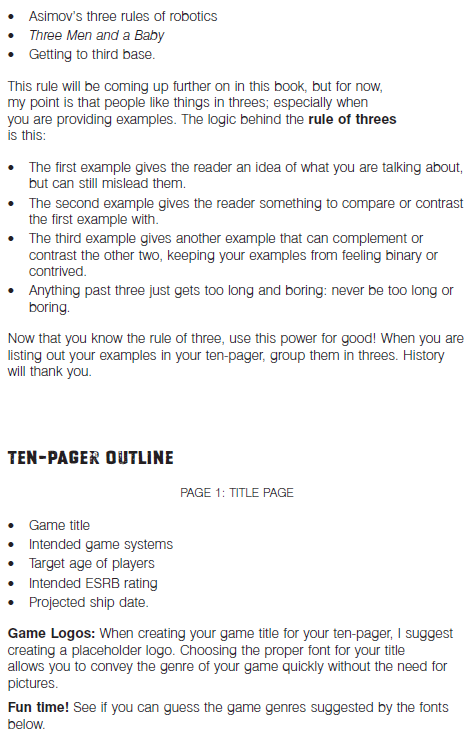 • Asimov's three rules of robotics
• Three Men and a Baby
• Getting to third base.
This rule will be coming up further on in this book, but for now,
my point is that people like things in threes; especially when
you are providing examples. The logic behind the rule of threes
is this:
• The first example gives the reader an idea of what you are talking about,
but can still mislead them.
• The second example gives the reader something to compare or contrast
the first example with.
• The third example gives another example that can complement or
contrast the other two, keeping your examples from feeling binary or
contrived.
• Anything past three just gets too long and boring: never be too long or
boring.
Now that you know the rule of three, use this power for good! When you are
listing out your examples in your ten-pager, group them in threes. History
will thank you.
TEN-PAGER OUTLINE
PAGE 1: TITLE PAGE
• Game title
• Intended game systems
• Target age of players
• Intended ESRB rating
• Projected ship date.
Game Logos: When creating your game title for your ten-pager, I suggest
creating a placeholder logo. Choosing the proper font for your title
allows you to convey the genre of your game quickly without the need for
pictures.
Fun time! See if you can guess the game genres suggested by the fonts
below.